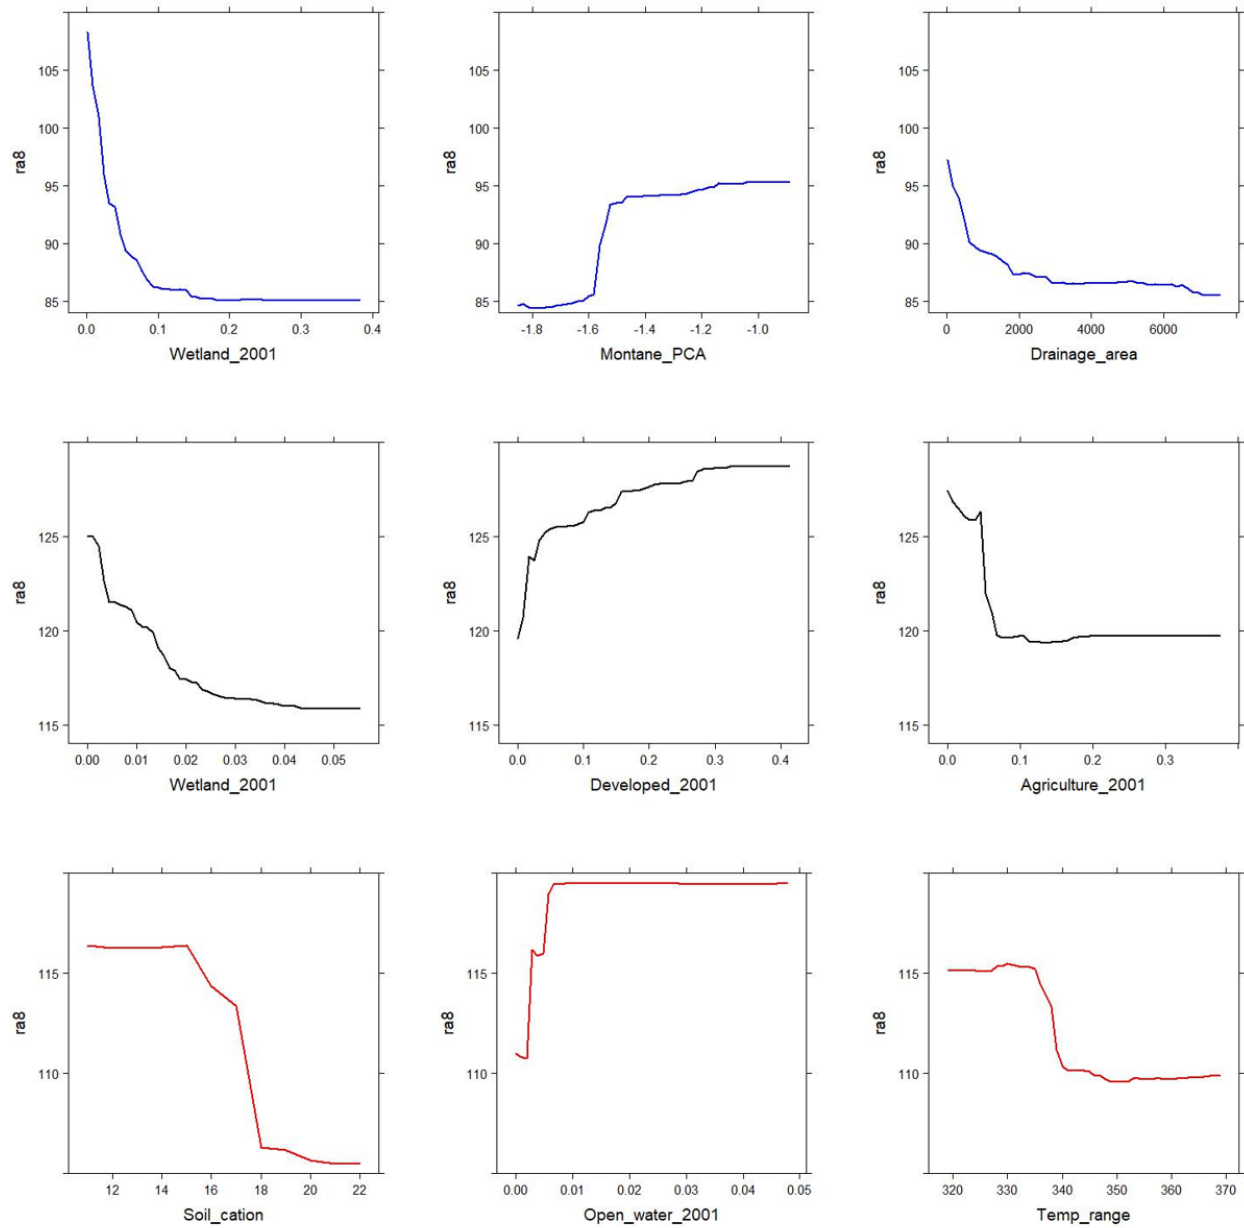 105
100
95
90
85
ra8
0.0 0.1 0.2 0.3 0.4
Wetland_2001
105
100
95
90
85
ra8
-1.8 -1.6 -1.4 -1.2 -1.0
Montane_PCA
105
100
95
90
85
ra8
0 2000 4000 6000
Drainage_area
125
120
115
ra8
0.00 0.01 0.02 0.03 0.04 0.05
Wetland_2001
125
120
115
ra8
0.0 0.1 0.2 0.3 0.4
Developed_2001
125
120
115
ra8
0.0 0.1 0.2 0.3
Agriculture_2001
115
110
ra8
12 14 16 18 20 22
Soil_cation
115
110
ra8
0.00 0.01 0.02 0.03 0.04 0.05
Open_water_2001
115
110
ra8
320 330 340 350 360 370
Temp_range